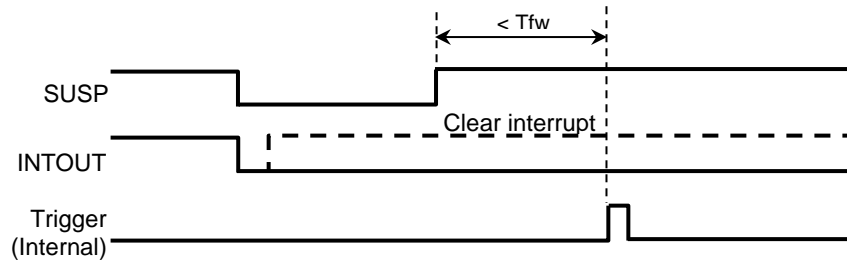 < Tfw
SUSP
Clear interrupt
INTOUT
Trigger
(Internal)